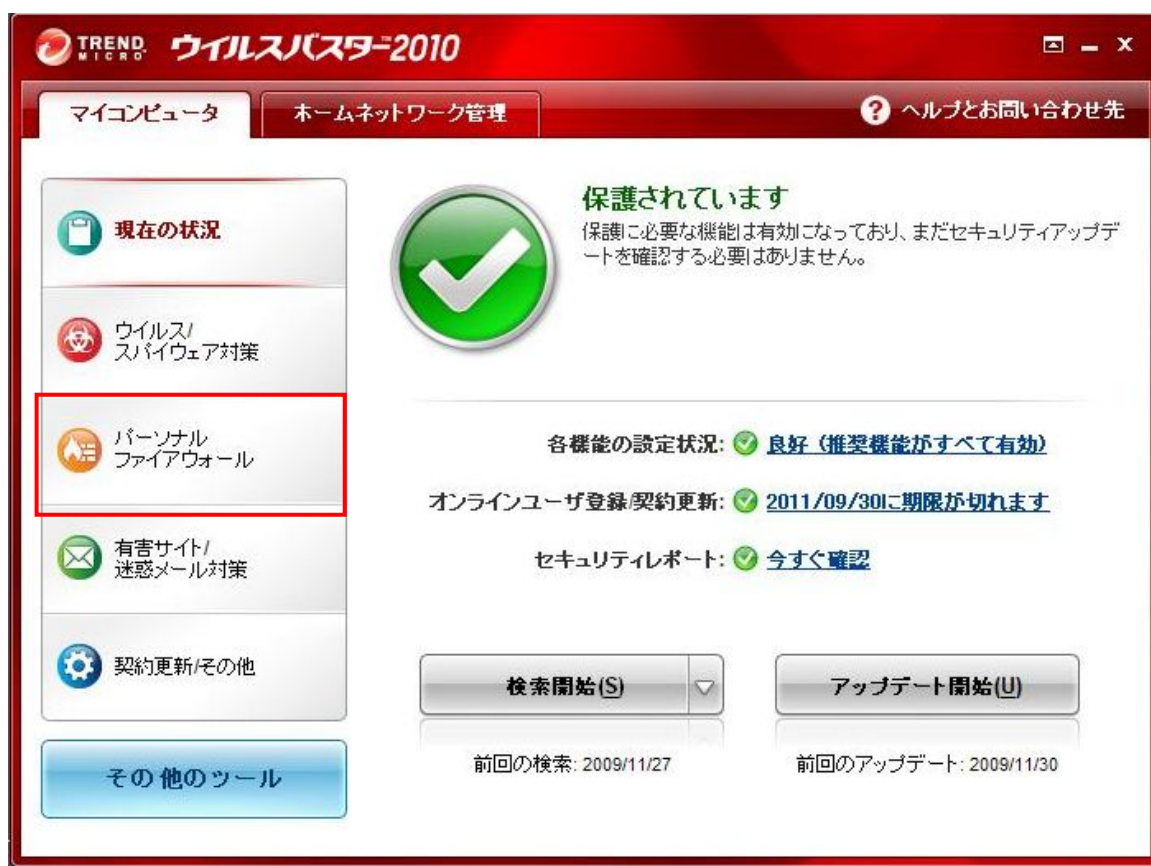 TREND MICRO ウイルスバスター2010
マイコンピュータ
ホームネットワーク管理
? ヘルプとお問い合わせ先
現在の状況
ウイルス/
スパイウェア対策
パーソナル
ファイアウォール
有害サイト/
迷惑メール対策
契約更新/その他
その他のツール
保護されています
保護に必要な機能は有効になっており、まだセキュリティアップデ
ートを確認する必要はありません。
各機能の設定状況: 良好（推奨機能がすべて有効）
オンラインユーザ登録/契約更新: 2011/09/30に期限が切れます
セキュリティレポート: 今すぐ確認
検索開始(S)
アップデート開始(U)
前回の検索: 2009/11/27
前回のアップデート: 2009/11/30